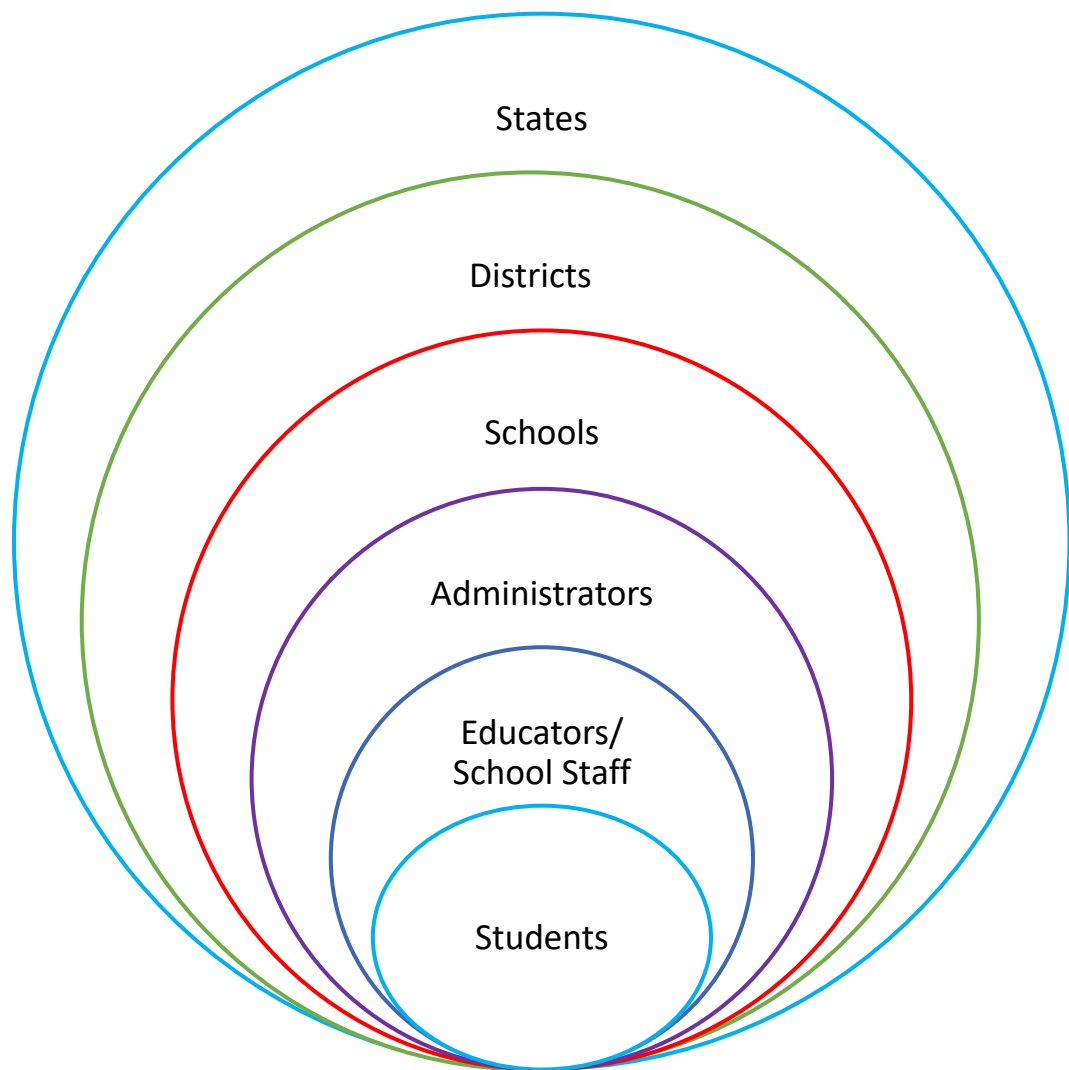 States
Districts
Schools
Administrators
Educators/
School Staff
Students